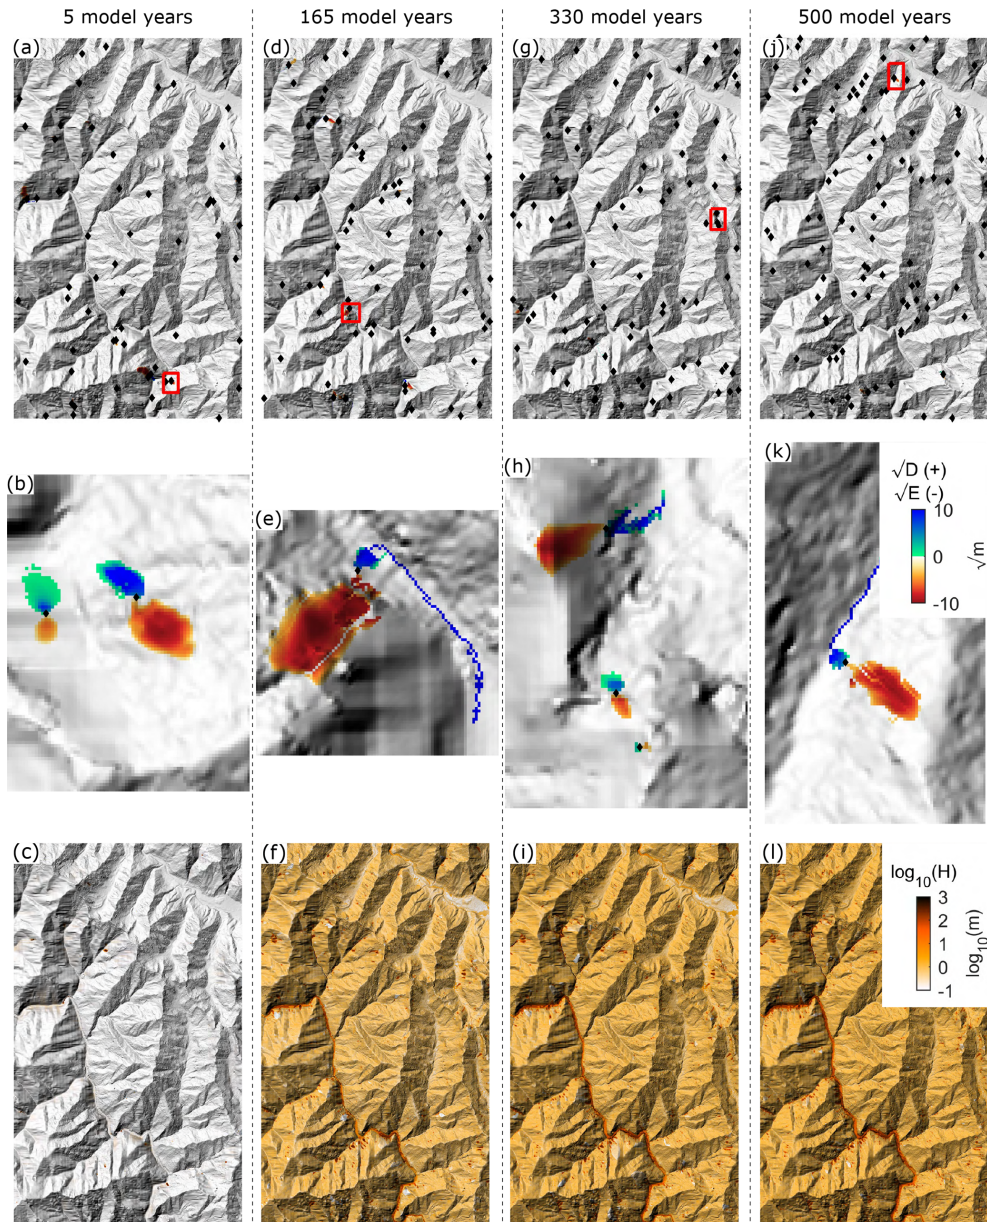 5 model years
165 model years
330 model years
500 model years
(a)
(d)
(g)
(j)
(b)
(e)
(h)
(k)
√D (+)
√E (-)
10
0
-10
√m
(c)
(f)
(i)
(l)
log10(H)
3
2
1
0
-1
log10(m)